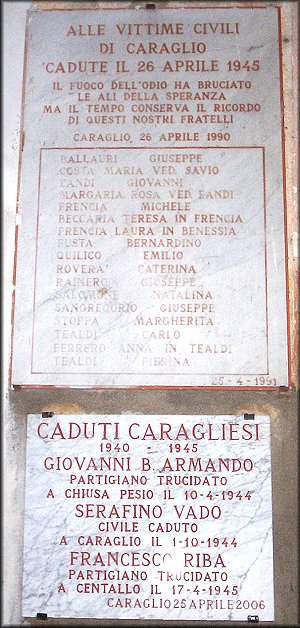 ALLE VITTIME CIVILI
DI CARAGLIO
CADUTE IL 26 APRILE 1945
IL FUOCO DELL'ODIO HA BRUCIATO
LE ALI DELLA SPERANZA
MA IL TEMPO CONSERVA IL RICORDO
DI QUESTI NOSTRI FRATELLI
CARAGLIO, 26 APRILE 1990
BALLAURI GIUSEPPE
COSTA MARIA VED. SAVIO
FANDI GIOVANNI
MARGARIA ROSA VED. FANDI
FRENCIA MICHELE
BECCARIA TERESA IN FRENCIA
FRENCIA LAURA IN BENESSIA
FUSTA BERNARDINO
QUILICO EMILIO
ROVERA' CATERINA
RAINERO GIUSEPPE
SALOMONE NATALINA
SANGREGORIO GIUSEPPE
STOFFA MARGHERITA
TEALDI CARLO
FERRERO ANNA IN TEALDI
TEALDI PIERINA
25-4-1991
CADUTI CARAGLIESI
1940 - 1945
GIOVANNI B. ARMANDO
PARTIGIANO TRUCIDATO
A CHIUSA PESIO IL 10-4-1944
SERAFINO VADO
CIVILE CADUTO
A CARAGLIO IL 1-10-1944
FRANCESCO RIBA
PARTIGIANO TRUCIDATO
A CENTALLO IL 17-4-1945
CARAGLIO 25 APRILE 2006